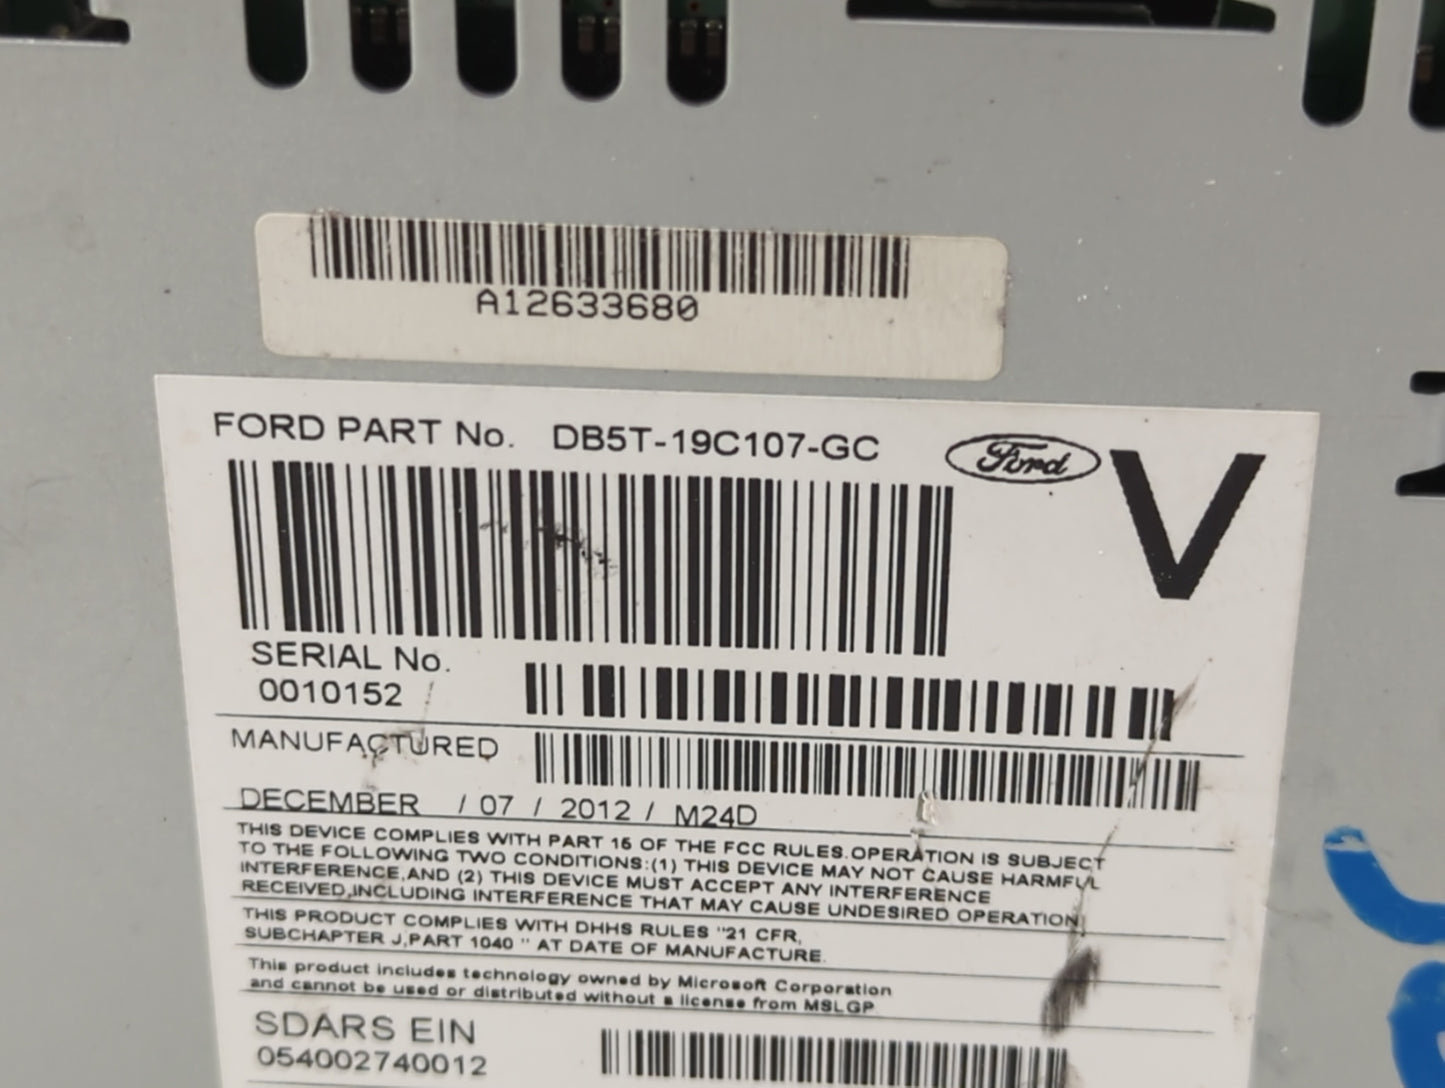 A12633680
FORD PART No. DB5T-19C107-GC Ford V
SERIAL No.
0010152
MANUFACTURED
DECEMBER / 07 / 2012 / M24D
THIS DEVICE COMPLIES WITH PART 15 OF THE FCC RULES.OPERATION IS SUBJECT
TO THE FOLLOWING TWO CONDITIONS:(1) THIS DEVICE MAY NOT CAUSE HARMFUL
INTERFERENCE,AND (2) THIS DEVICE MUST ACCEPT ANY INTERFERENCE
RECEIVED,INCLUDING INTERFERENCE THAT MAY CAUSE UNDESIRED OPERATION.
THIS PRODUCT COMPLIES WITH DHHS RULES "21 CFR,
SUBCHAPTER J,PART 1040 " AT DATE OF MANUFACTURE.
This product includes technology owned by Microsoft Corporation
and cannot be used or distributed without a license from MSLGP.
SDARS EIN
054002740012